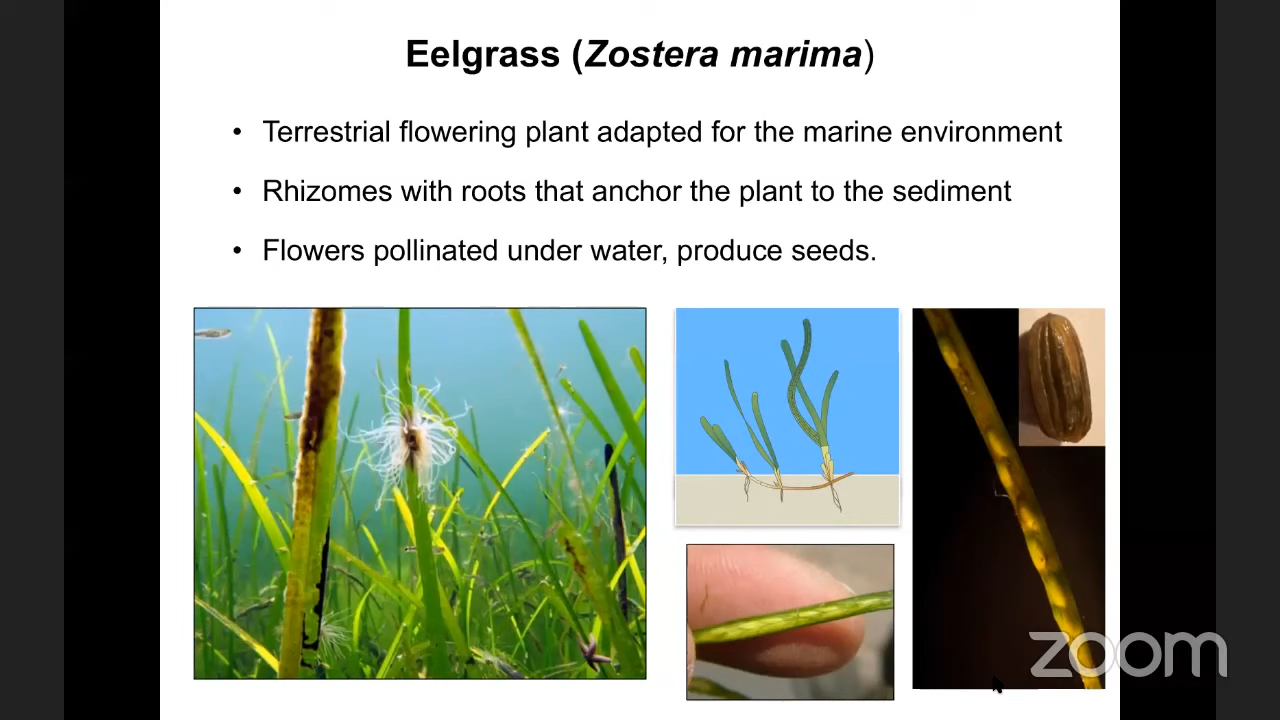 Eelgrass (Zostera marima)
• Terrestrial flowering plant adapted for the marine environment
• Rhizomes with roots that anchor the plant to the sediment
• Flowers pollinated under water, produce seeds.
zoom